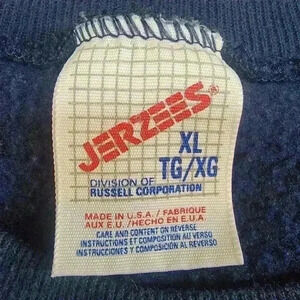 JERZEES
XL
TG/XG
DIVISION OF
RUSSELL CORPORATION
MADE IN U.S.A./ FABRIQUE
AUX E.U./HECHO EN E.U.A.
CARE AND CONTENT ON REVERSE
INSTRUCTIONS ET COMPOSITION AU VERSO
INSTRUCCIONES Y COMPOSICIÓN AL REVERSO